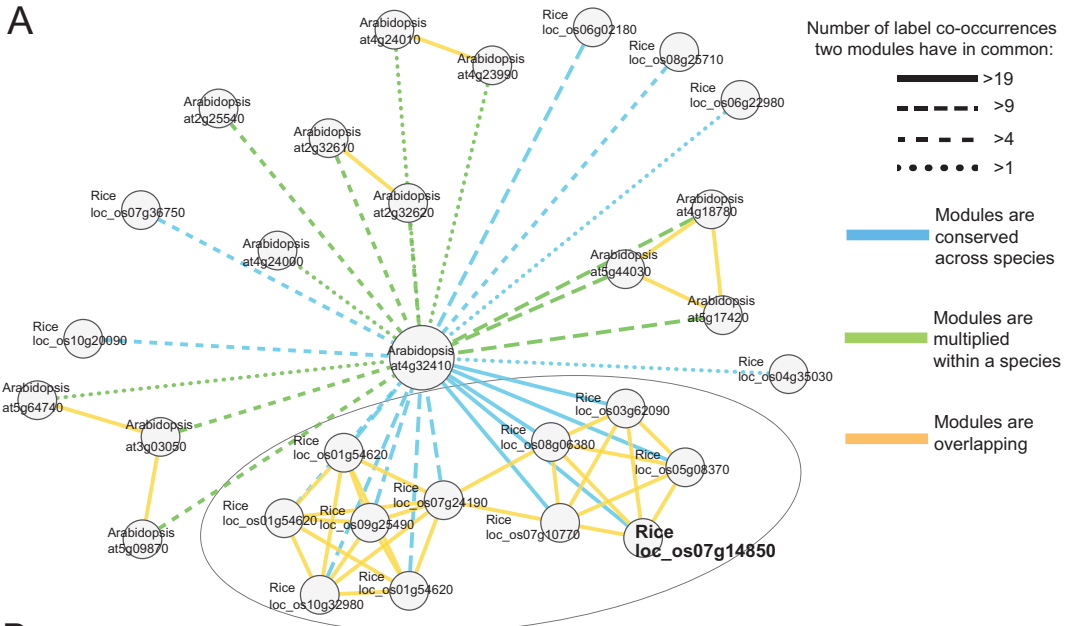 A
Arabidopsis
at4g24010
Arabidopsis
at4g23990
Rice
loc_os06g02180
Rice
loc_os08g25710
Rice
loc_os06g22980
Arabidopsis
at2g25540
Arabidopsis
at2g32610
Arabidopsis
at2g32620
Rice
loc_os07g36750
Arabidopsis
at4g24000
Arabidopsis
at4g18780
Arabidopsis
at5g44030
Arabidopsis
at5g17420
Rice
loc_os10g20090
Arabidopsis
at4g32410
Rice
loc_os04g35030
Arabidopsis
at5g64740
Arabidopsis
at3g03050
Arabidopsis
at5g09870
Rice
loc_os03g62090
Rice
loc_os08g06380
Rice
loc_os05g08370
Rice
loc_os01g54620
Rice
loc_os07g24190
Rice
loc_os01g54620
Rice
loc_os09g25490
Rice
loc_os07g10770
Rice
loc_os07g14850
Rice
loc_os10g32980
Rice
loc_os01g54620
Number of label co-occurrences
two modules have in common:
>19
>9
>4
>1
Modules are
conserved
across species
Modules are
multiplied
within a species
Modules are
overlapping